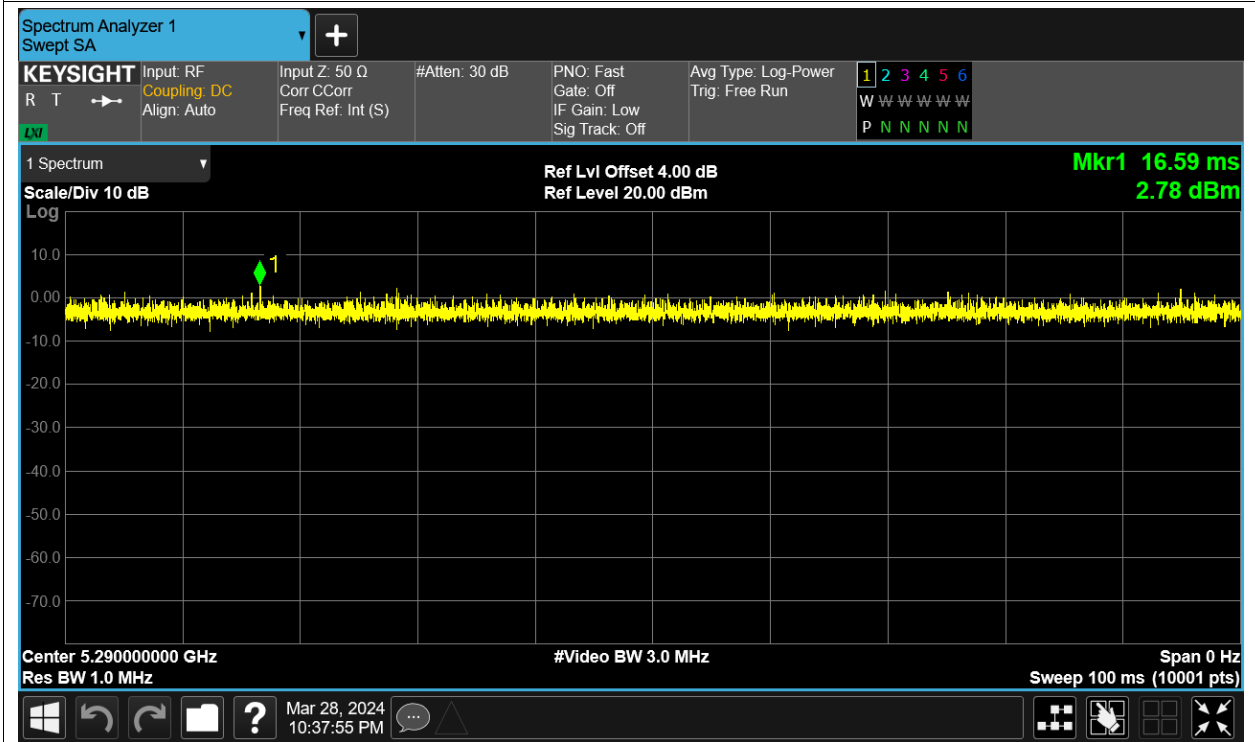 Spectrum Analyzer 1
Swept SA
KEYSIGHT
R T
LXI
Input: RF
Coupling: DC
Align: Auto
Input Z: 50 Ω
Corr CCorr
Freq Ref: Int (S)
#Atten: 30 dB
PNO: Fast
Gate: Off
IF Gain: Low
Sig Track: Off
Avg Type: Log-Power
Trig: Free Run
1 2 3 4 5 6
W W W W W W
P N N N N N
1 Spectrum
Scale/Div 10 dB
Log
Ref Lvl Offset 4.00 dB
Ref Level 20.00 dBm
Mkr1 16.59 ms
2.78 dBm
10.0
1
0.00
-10.0
-20.0
-30.0
-40.0
-50.0
-60.0
-70.0
Center 5.290000000 GHz
Res BW 1.0 MHz
#Video BW 3.0 MHz
Span 0 Hz
Sweep 100 ms (10001 pts)
?
Mar 28, 2024
10:37:55 PM